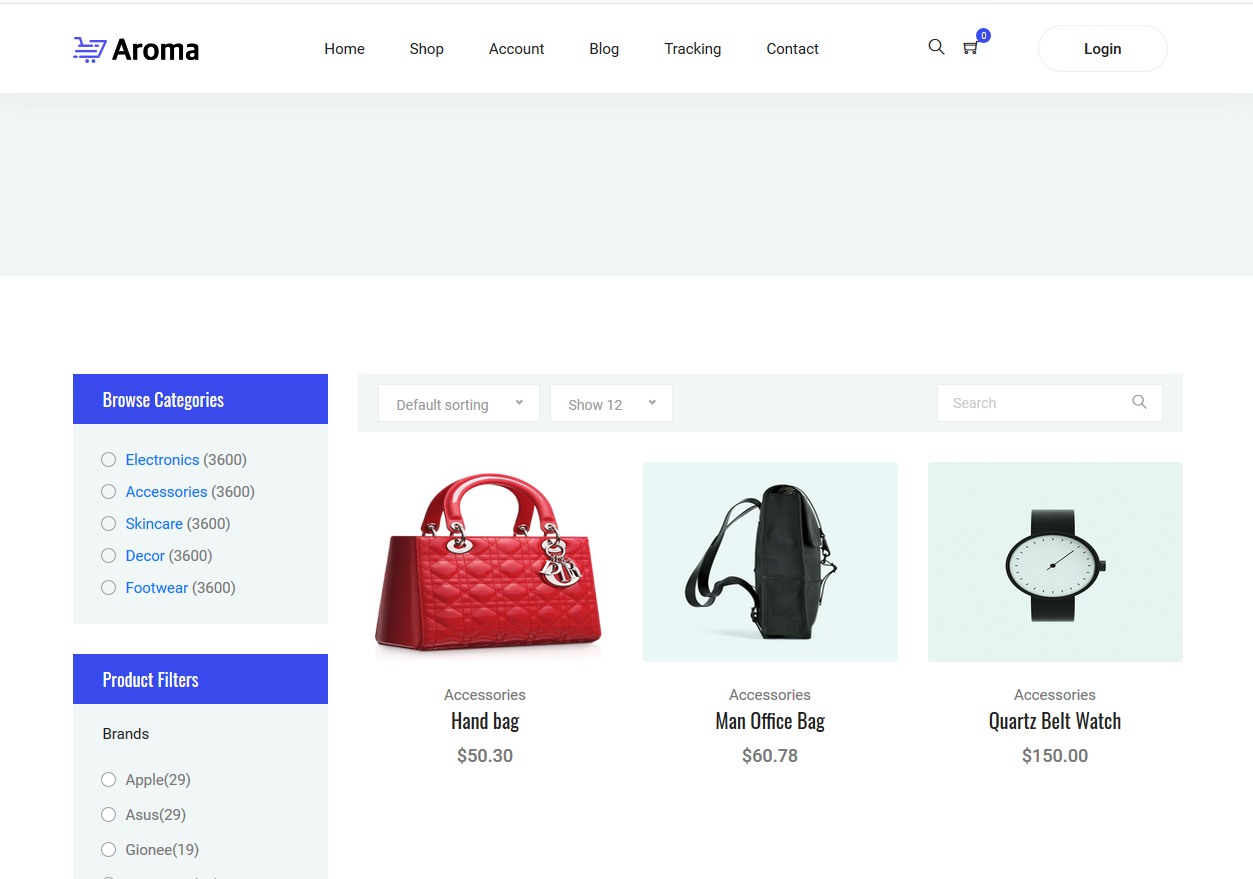 Aroma
Home Shop Account Blog Tracking Contact
0
Login
Browse Categories
Electronics (3600)
Accessories (3600)
Skincare (3600)
Decor (3600)
Footwear (3600)
Product Filters
Brands
Apple(29)
Asus(29)
Gionee(19)
Default sorting Show 12 Search
Accessories
Hand bag
$50.30
Accessories
Man Office Bag
$60.78
Accessories
Quartz Belt Watch
$150.00